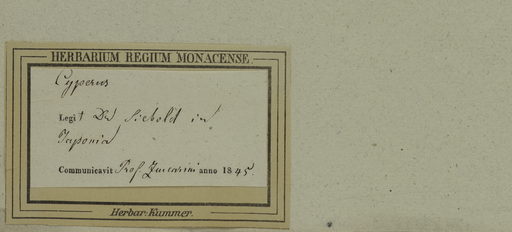 HERBARIUM REGIUM MONACENSE
Cyperus
Legit Dr Siebold in
Japonia
Communicavit Prof Zuccarini anno 1845.
Herbar. Kummer.